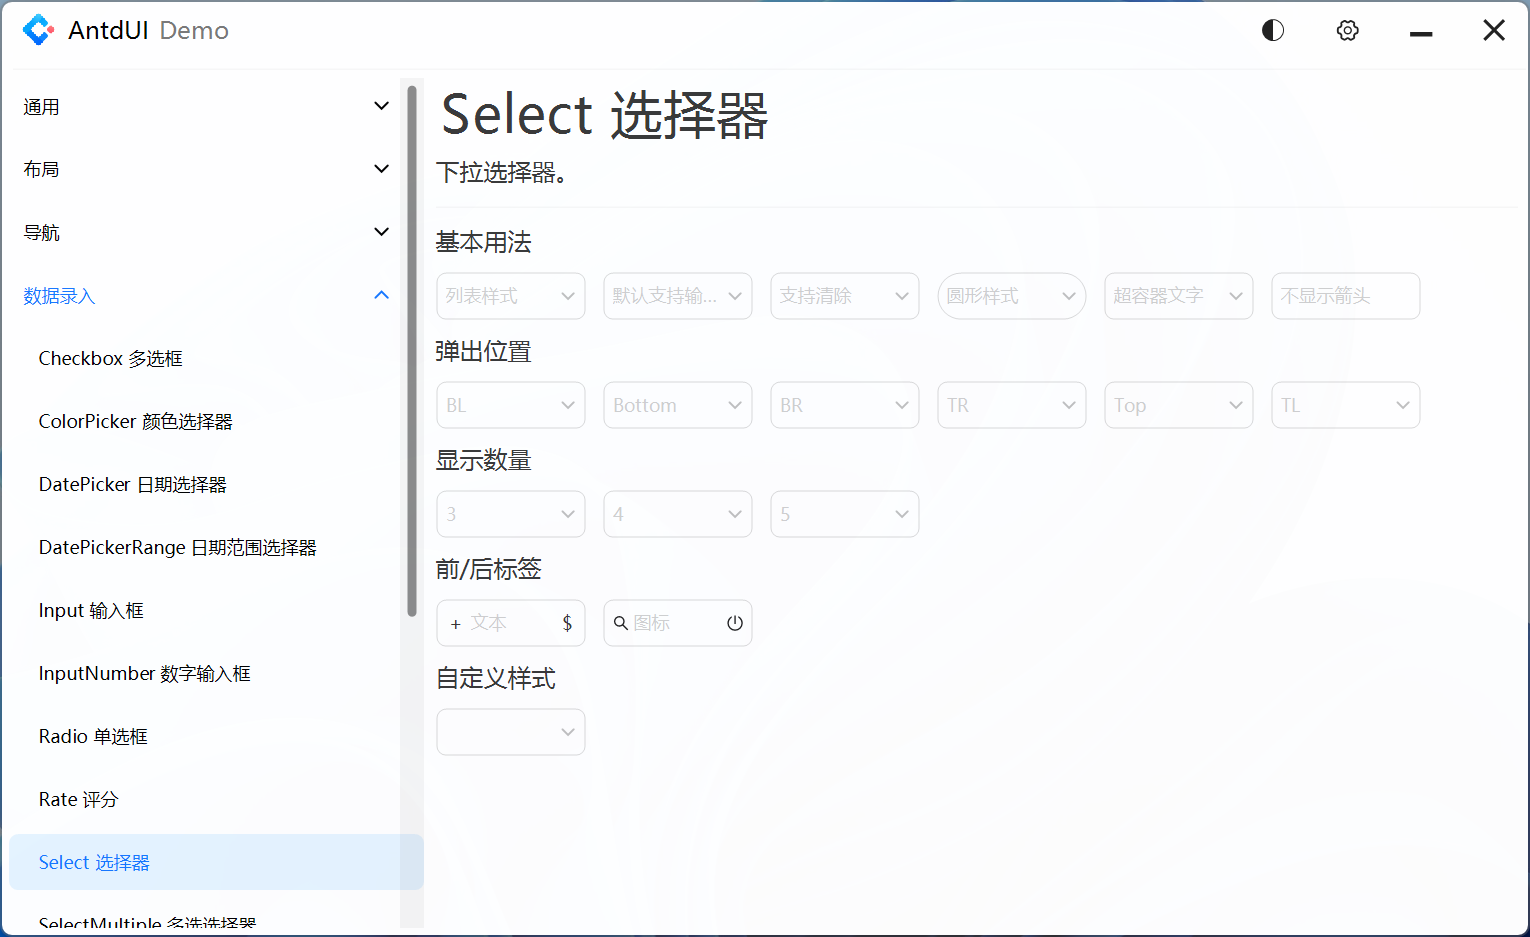 AntdUI Demo
通用
布局
导航
数据录入
Checkbox 多选框
ColorPicker 颜色选择器
DatePicker 日期选择器
DatePickerRange 日期范围选择器
Input 输入框
InputNumber 数字输入框
Radio 单选框
Rate 评分
Select 选择器
SelectMultiple 多选选择器
Select 选择器
下拉选择器。
基本用法
列表样式 默认支持输... 支持清除 圆形样式 超容器文字 不显示箭头
弹出位置
BL Bottom BR TR Top TL
显示数量
3 4 5
前/后标签
+ 文本 $ 图标
自定义样式